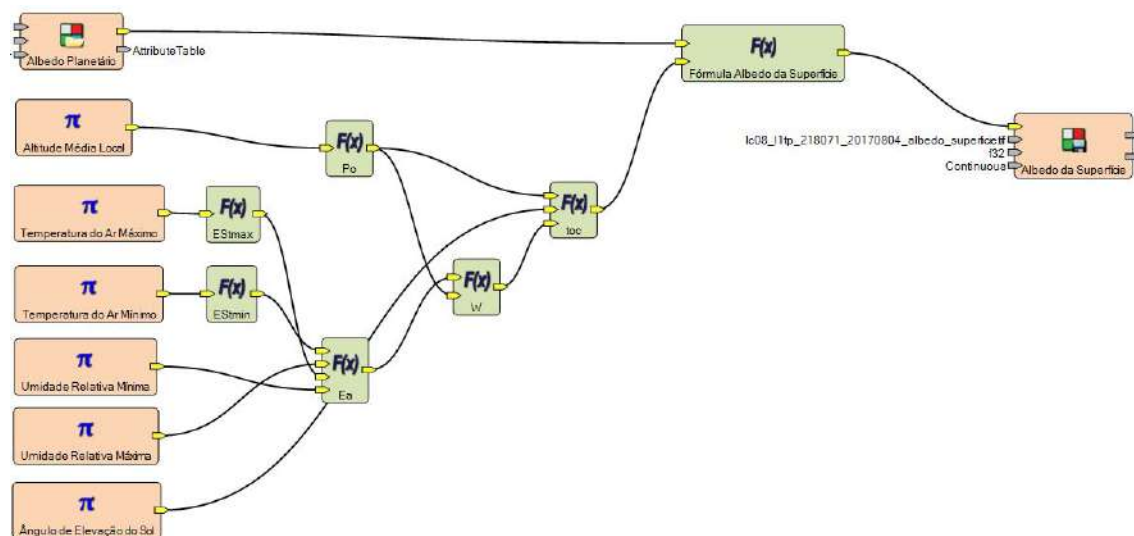 Albedo Planetário
AttributeTable
F(x)
Fórmula Albedo da Superfície
π
Altitude Média Local
F(x)
Po
lc08_l1tp_218071_20170804_albedo_superfice.tf
f32
Continuous
Albedo da Superfície
π
Temperatura do Ar Máximo
F(x)
EStmax
F(x)
toc
π
Temperatura do Ar Mínimo
F(x)
EStmin
F(x)
W
π
Umidade Relativa Mínima
F(x)
Ea
π
Umidade Relativa Máxima
π
Ângulo de Elevação do Sol